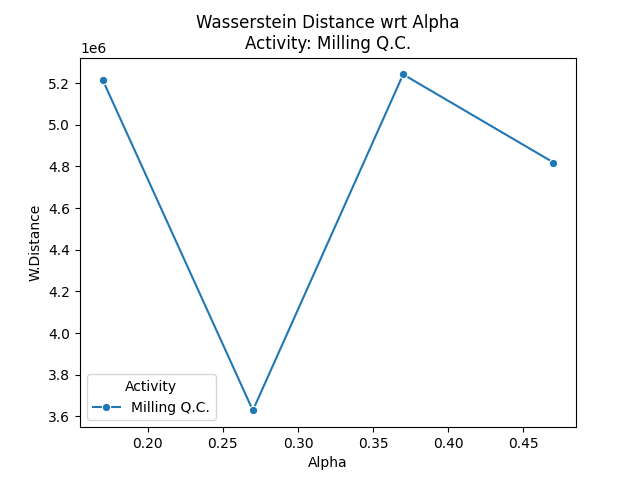 Wasserstein Distance wrt Alpha
Activity: Milling Q.C.
1e6
5.2
5.0
4.8
4.6
4.4
4.2
4.0
3.8
3.6
W.Distance
Activity
Milling Q.C.
0.20 0.25 0.30 0.35 0.40 0.45
Alpha